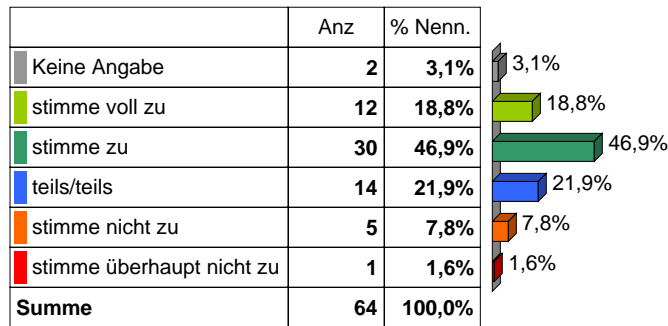 Anz % Nenn.
Keine Angabe 2 3,1% 3,1%
stimme voll zu 12 18,8% 18,8%
stimme zu 30 46,9% 46,9%
teils/teils 14 21,9% 21,9%
stimme nicht zu 5 7,8% 7,8%
stimme überhaupt nicht zu 1 1,6% 1,6%
Summe 64 100,0%